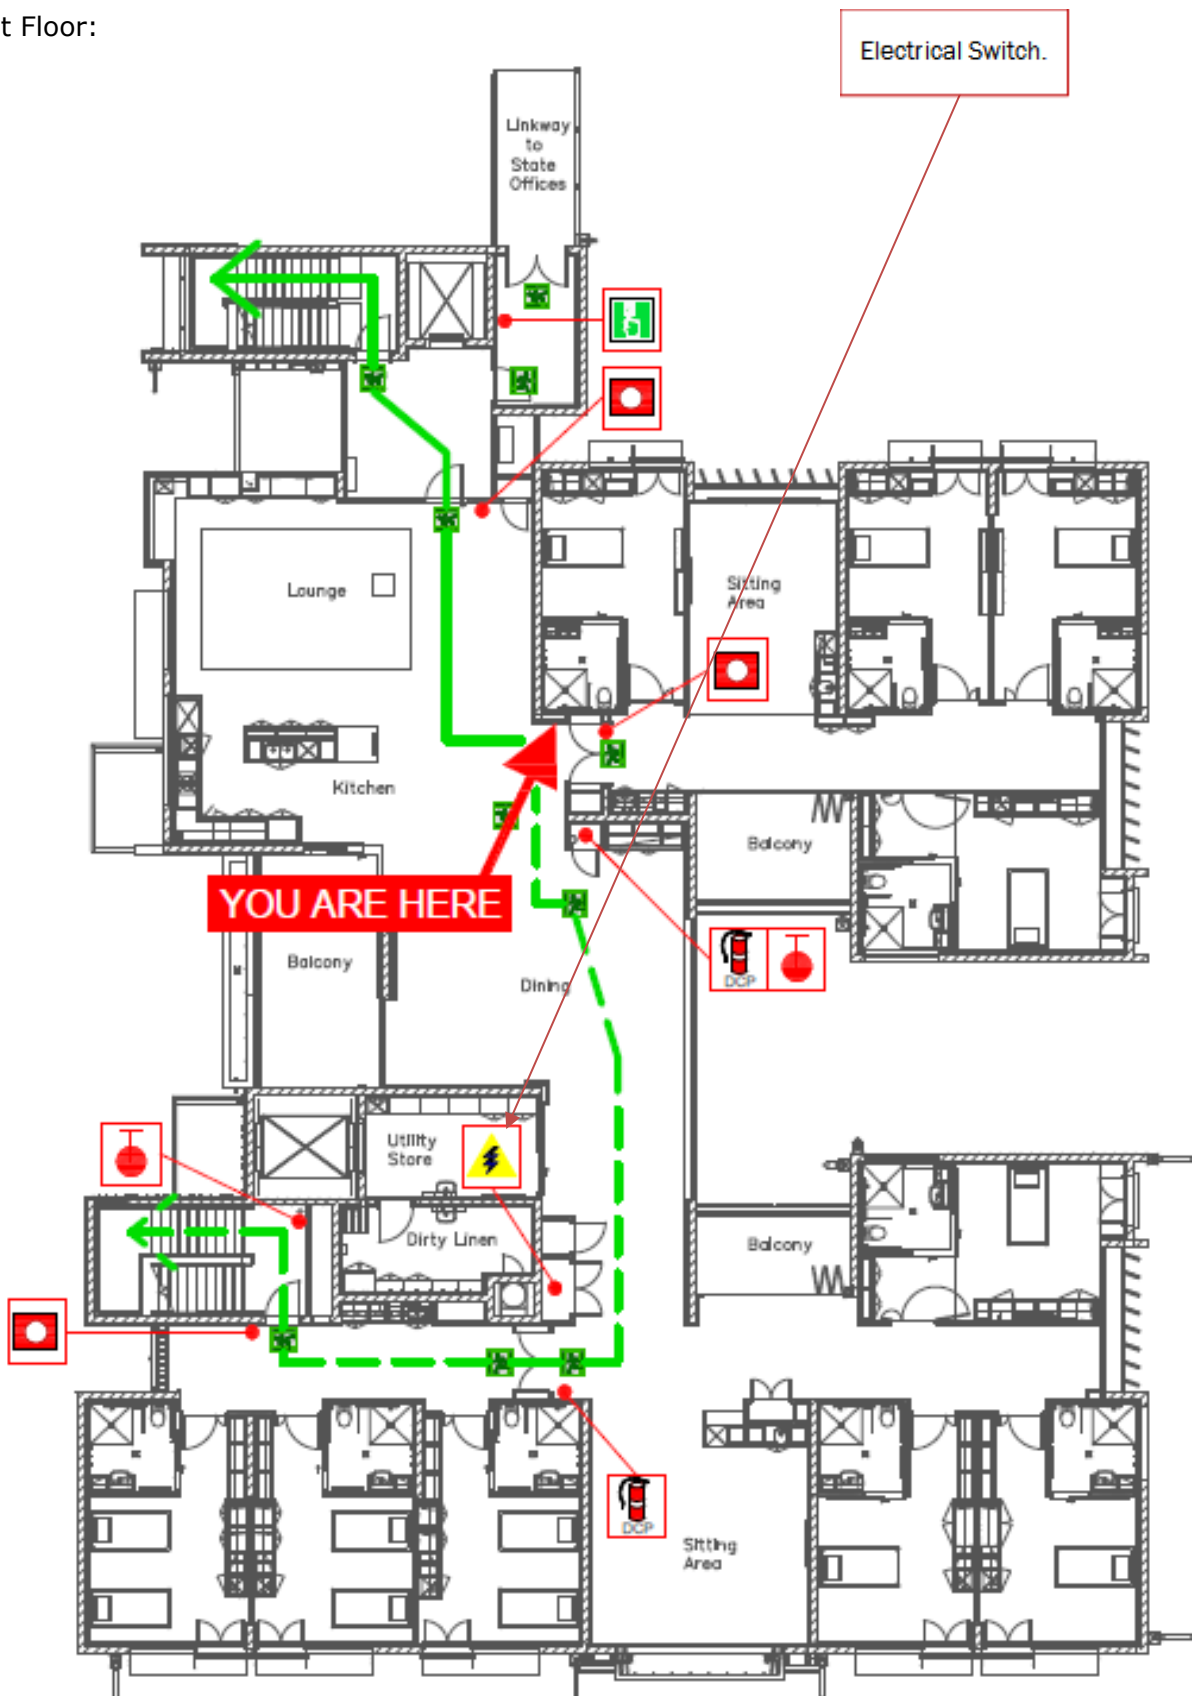 t Floor:
Electrical Switch.
Linkway
to
State
Offices
Lounge
Sitting
Area
Kitchen
Balcony
YOU ARE HERE
DCP
Balcony
Dining
Utility
Store
Dirty Linen
Balcony
DCP
Sitting
Area